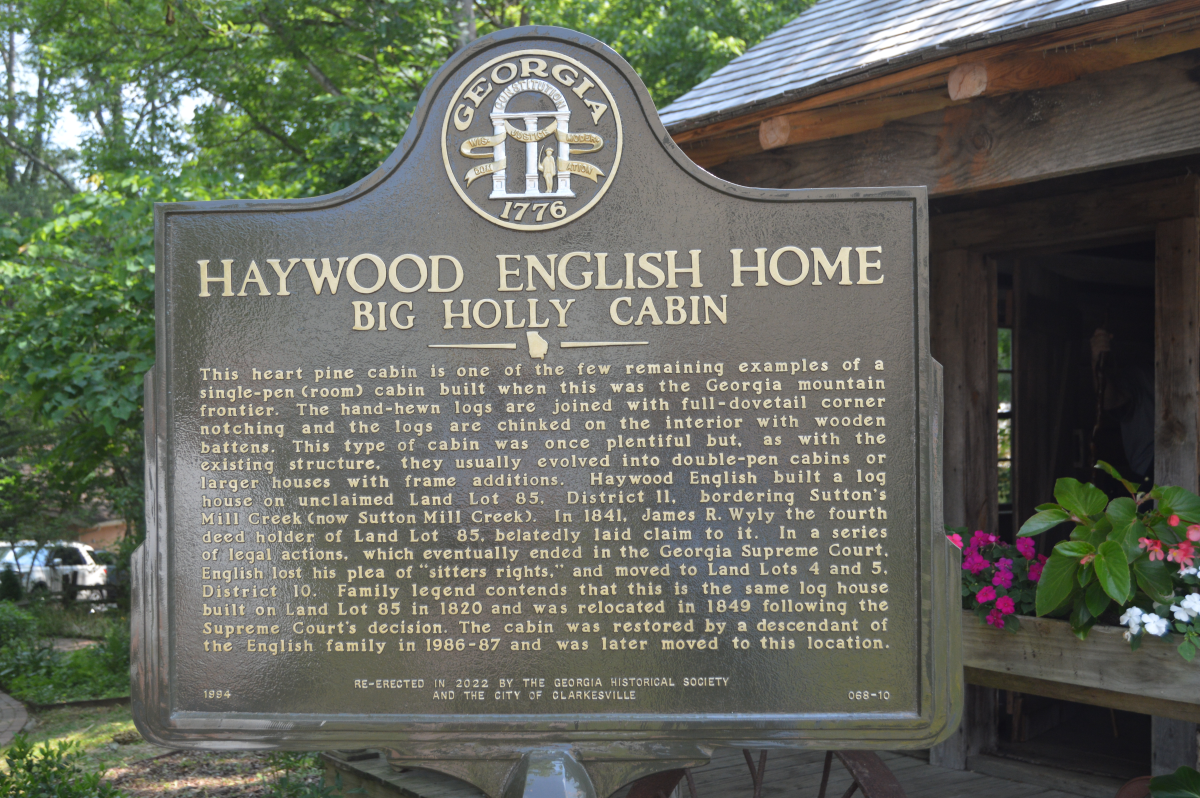 GEORGIA
CONSTITUTION
WISDOM JUSTICE MODERATION
1776
HAYWOOD ENGLISH HOME
BIG HOLLY CABIN
This heart pine cabin is one of the few remaining examples of a
single-pen (room) cabin built when this was the Georgia mountain
frontier. The hand-hewn logs are joined with full-dovetail corner
notching and the logs are chinked on the interior with wooden
battens. This type of cabin was once plentiful but, as with the
existing structure, they usually evolved into double-pen cabins or
larger houses with frame additions. Haywood English built a log
house on unclaimed Land Lot 85, District 11, bordering Sutton's
Mill Creek (now Sutton Mill Creek). In 1841, James R. Wyly the fourth
deed holder of Land Lot 85, belatedly laid claim to it. In a series
of legal actions, which eventually ended in the Georgia Supreme Court,
English lost his plea of "sitters rights," and moved to Land Lots 4 and 5,
District 10. Family legend contends that this is the same log house
built on Land Lot 85 in 1820 and was relocated in 1849 following the
Supreme Court's decision. The cabin was restored by a descendant of
the English family in 1986-87 and was later moved to this location.
RE-ERECTED IN 2022 BY THE GEORGIA HISTORICAL SOCIETY
1994 AND THE CITY OF CLARKESVILLE 068-10